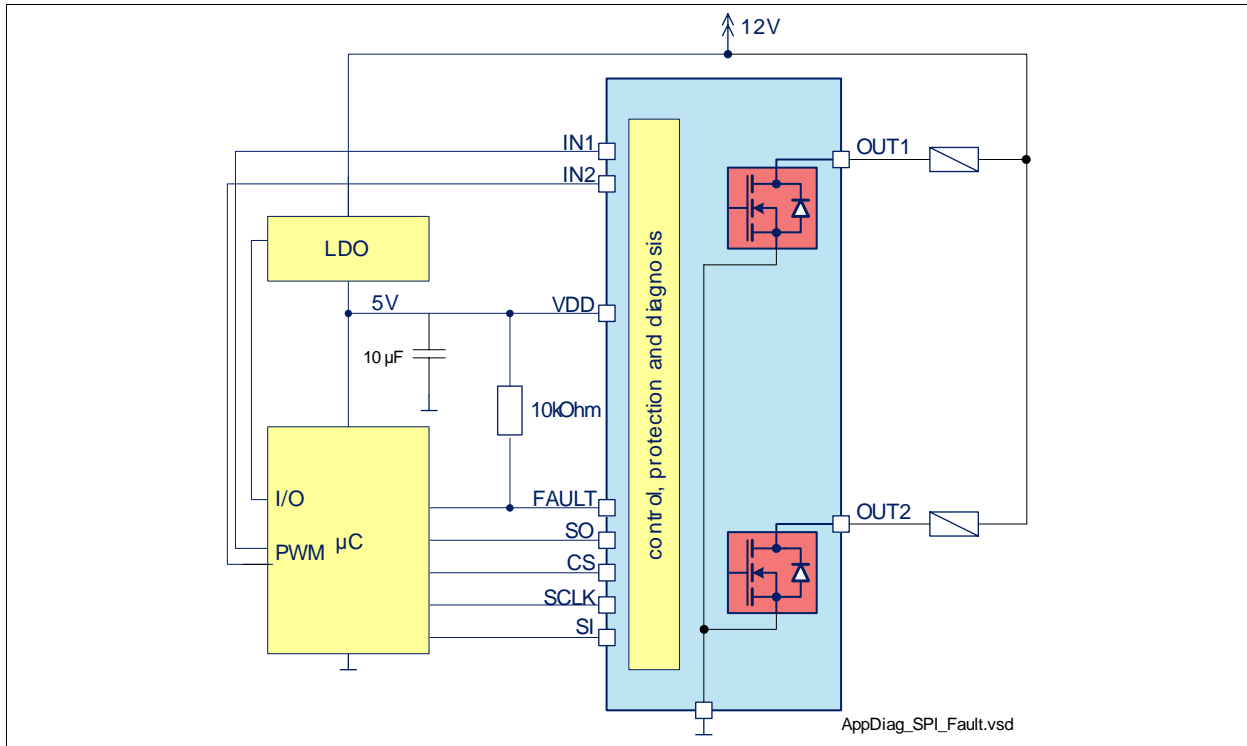 12V
IN1
OUT1
IN2
LDO
5V
VDD
10 µF
10kOhm
control, protection and diagnosis
I/O
FAULT
OUT2
SO
PWM
µC
CS
SCLK
SI
AppDiag_SPI_Fault.vsd